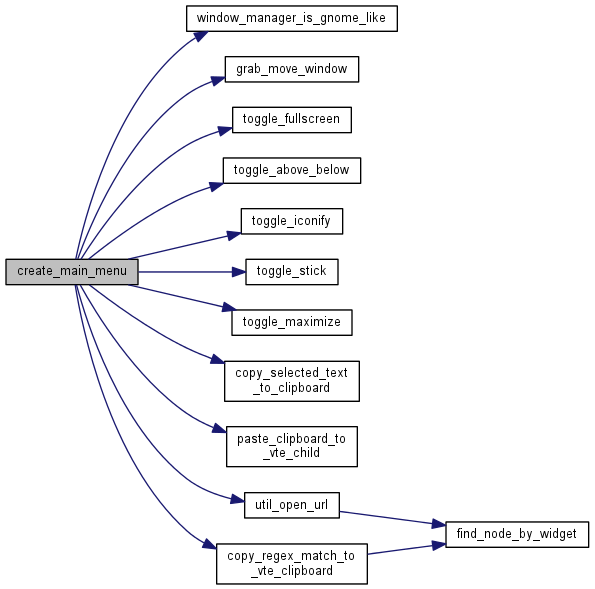 window_manager_is_gnome_like
grab_move_window
toggle_fullscreen
toggle_above_below
toggle_iconify
create_main_menu
toggle_stick
toggle_maximize
copy_selected_text
_to_clipboard
paste_clipboard_to
_vte_child
util_open_url
find_node_by_widget
copy_regex_match_to
_vte_clipboard